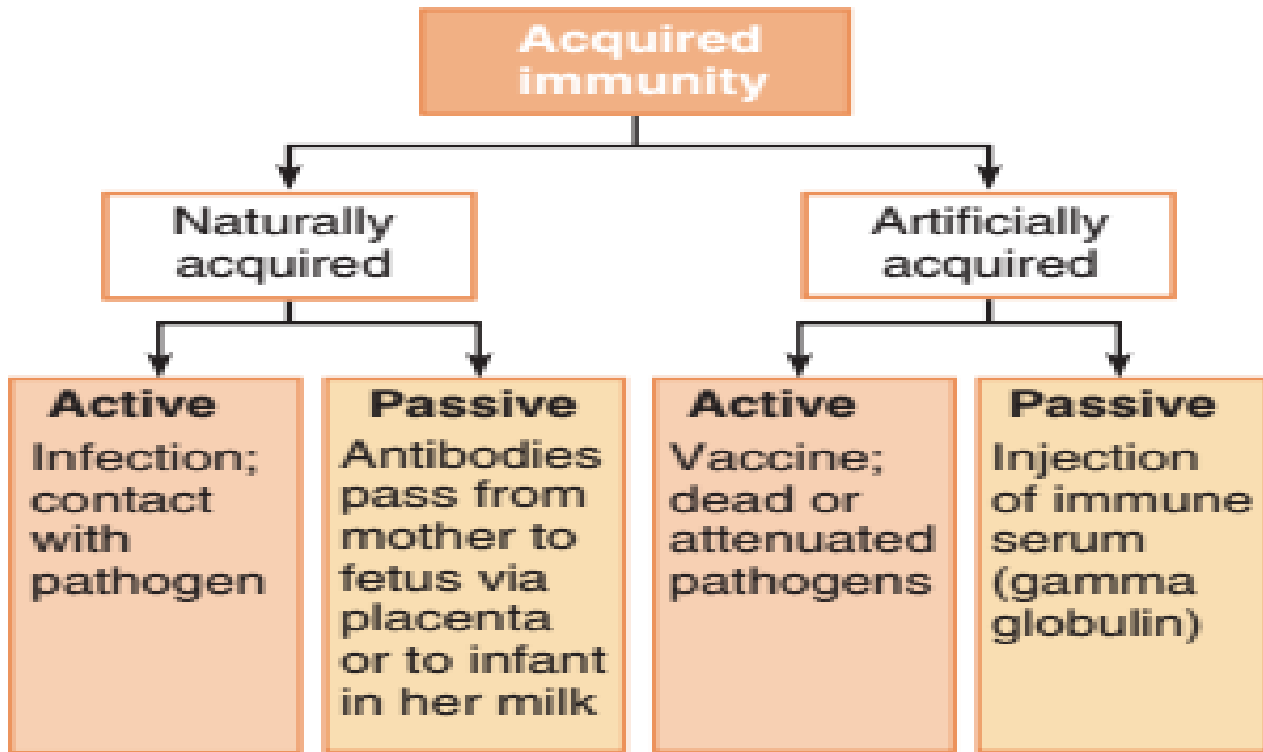 Acquired
immunity
Naturally
acquired
Artificially
acquired
Active
Infection;
contact
with
pathogen
Passive
Antibodies
pass from
mother to
fetus via
placenta
or to infant
in her milk
Active
Vaccine;
dead or
attenuated
pathogens
Passive
Injection
of immune
serum
(gamma
globulin)